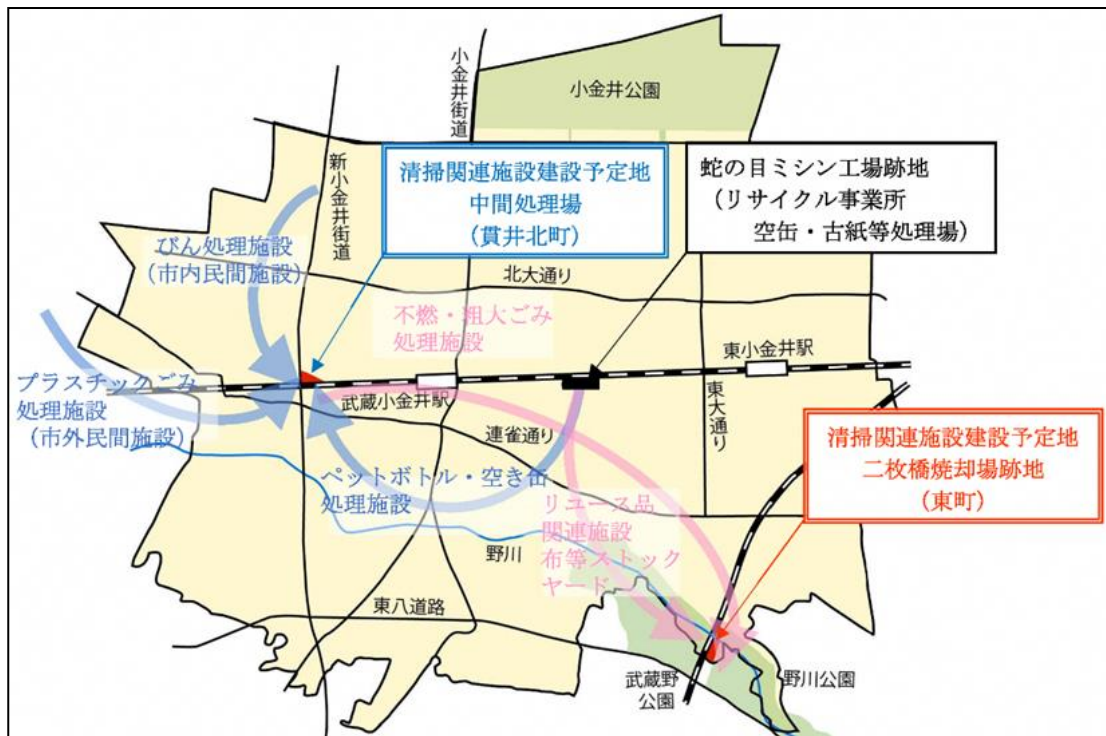 小金井公園
小金井街道
新小金井街道
清掃関連施設建設予定地
中間処理場
(貫井北町)
蛇の目ミシン工場跡地
(リサイクル事業所
空缶・古紙等処理場)
びん処理施設
(市内民間施設)
北大通り
不燃・粗大ごみ
処理施設
東小金井駅
プラスチックごみ
処理施設
(市外民間施設)
武蔵小金井駅
連雀通り
東大通り
清掃関連施設建設予定地
二枚橋焼却場跡地
(東町)
ペットボトル・空き缶
処理施設
リユース品
関連施設
布等ストック
ヤード
野川
東八道路
武蔵野
公園
野川公園